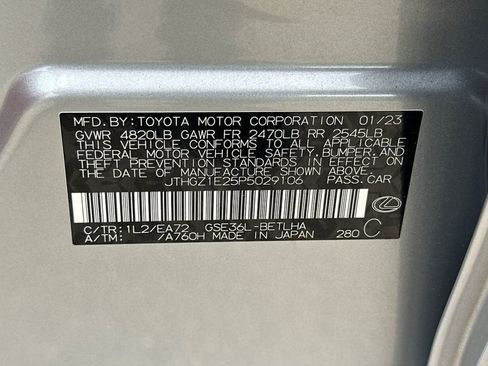 MFD.BY:TOYOTA MOTOR CORPORATION 01/23
GVWR 4820LB GAWR FR 2470LB RR 2545LB
THIS VEHICLE CONFORMS TO ALL APPLICABLE
FEDERAL MOTOR VEHICLE SAFETY, BUMPER, AND
THEFT PREVENTION STANDARDS IN EFFECT ON
THE DATE OF MANUFACTURE SHOWN ABOVE.
JTHGZ1E25P5029106 PASS.CAR
C/TR:1L2/EA72 GSE36L-BETLHA
A/TM: /A760H MADE IN JAPAN 280 C